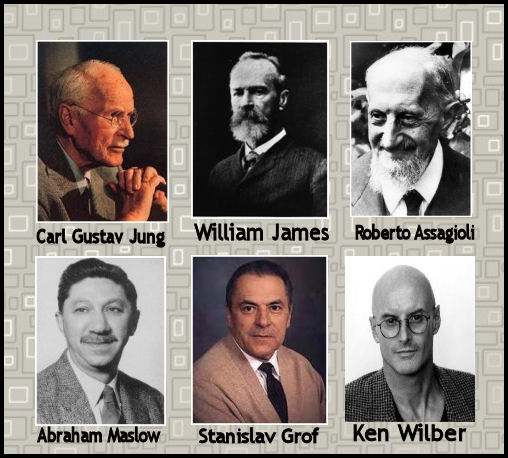 Carl Gustav Jung
William James
Roberto Assagioli
Abraham Maslow
Stanislav Grof
Ken Wilber